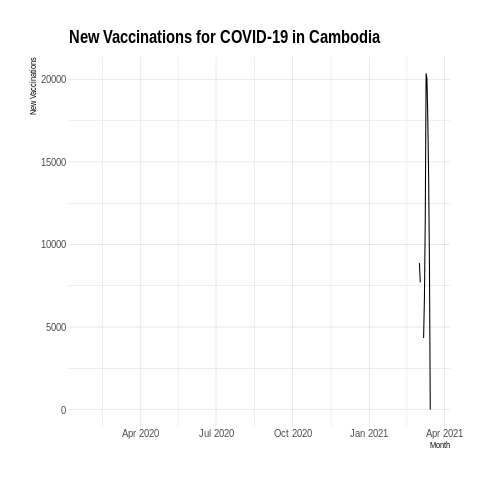 New Vaccinations for COVID-19 in Cambodia
New Vaccinations
20000
15000
10000
5000
0
Apr 2020 Jul 2020 Oct 2020 Jan 2021 Apr 2021
Month